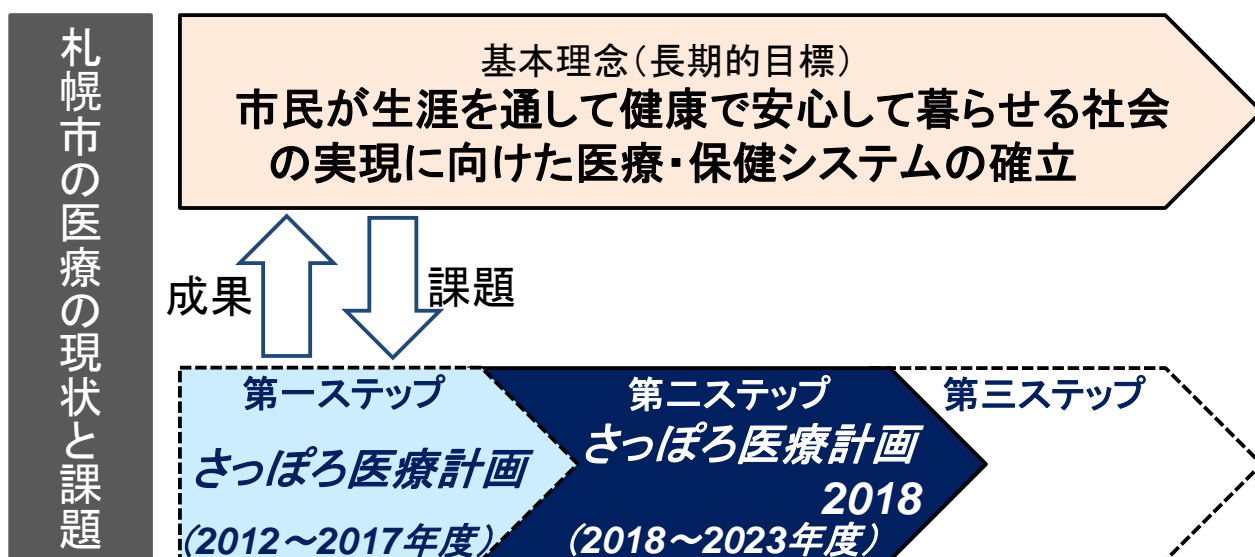 札幌市の医療の現状と課題
基本理念(長期的目標)
市民が生涯を通して健康で安心して暮らせる社会
の実現に向けた医療・保健システムの確立
成果
課題
第一ステップ
さっぽろ医療計画
(2012～2017年度)
第二ステップ
さっぽろ医療計画
2018
(2018～2023年度)
第三ステップ